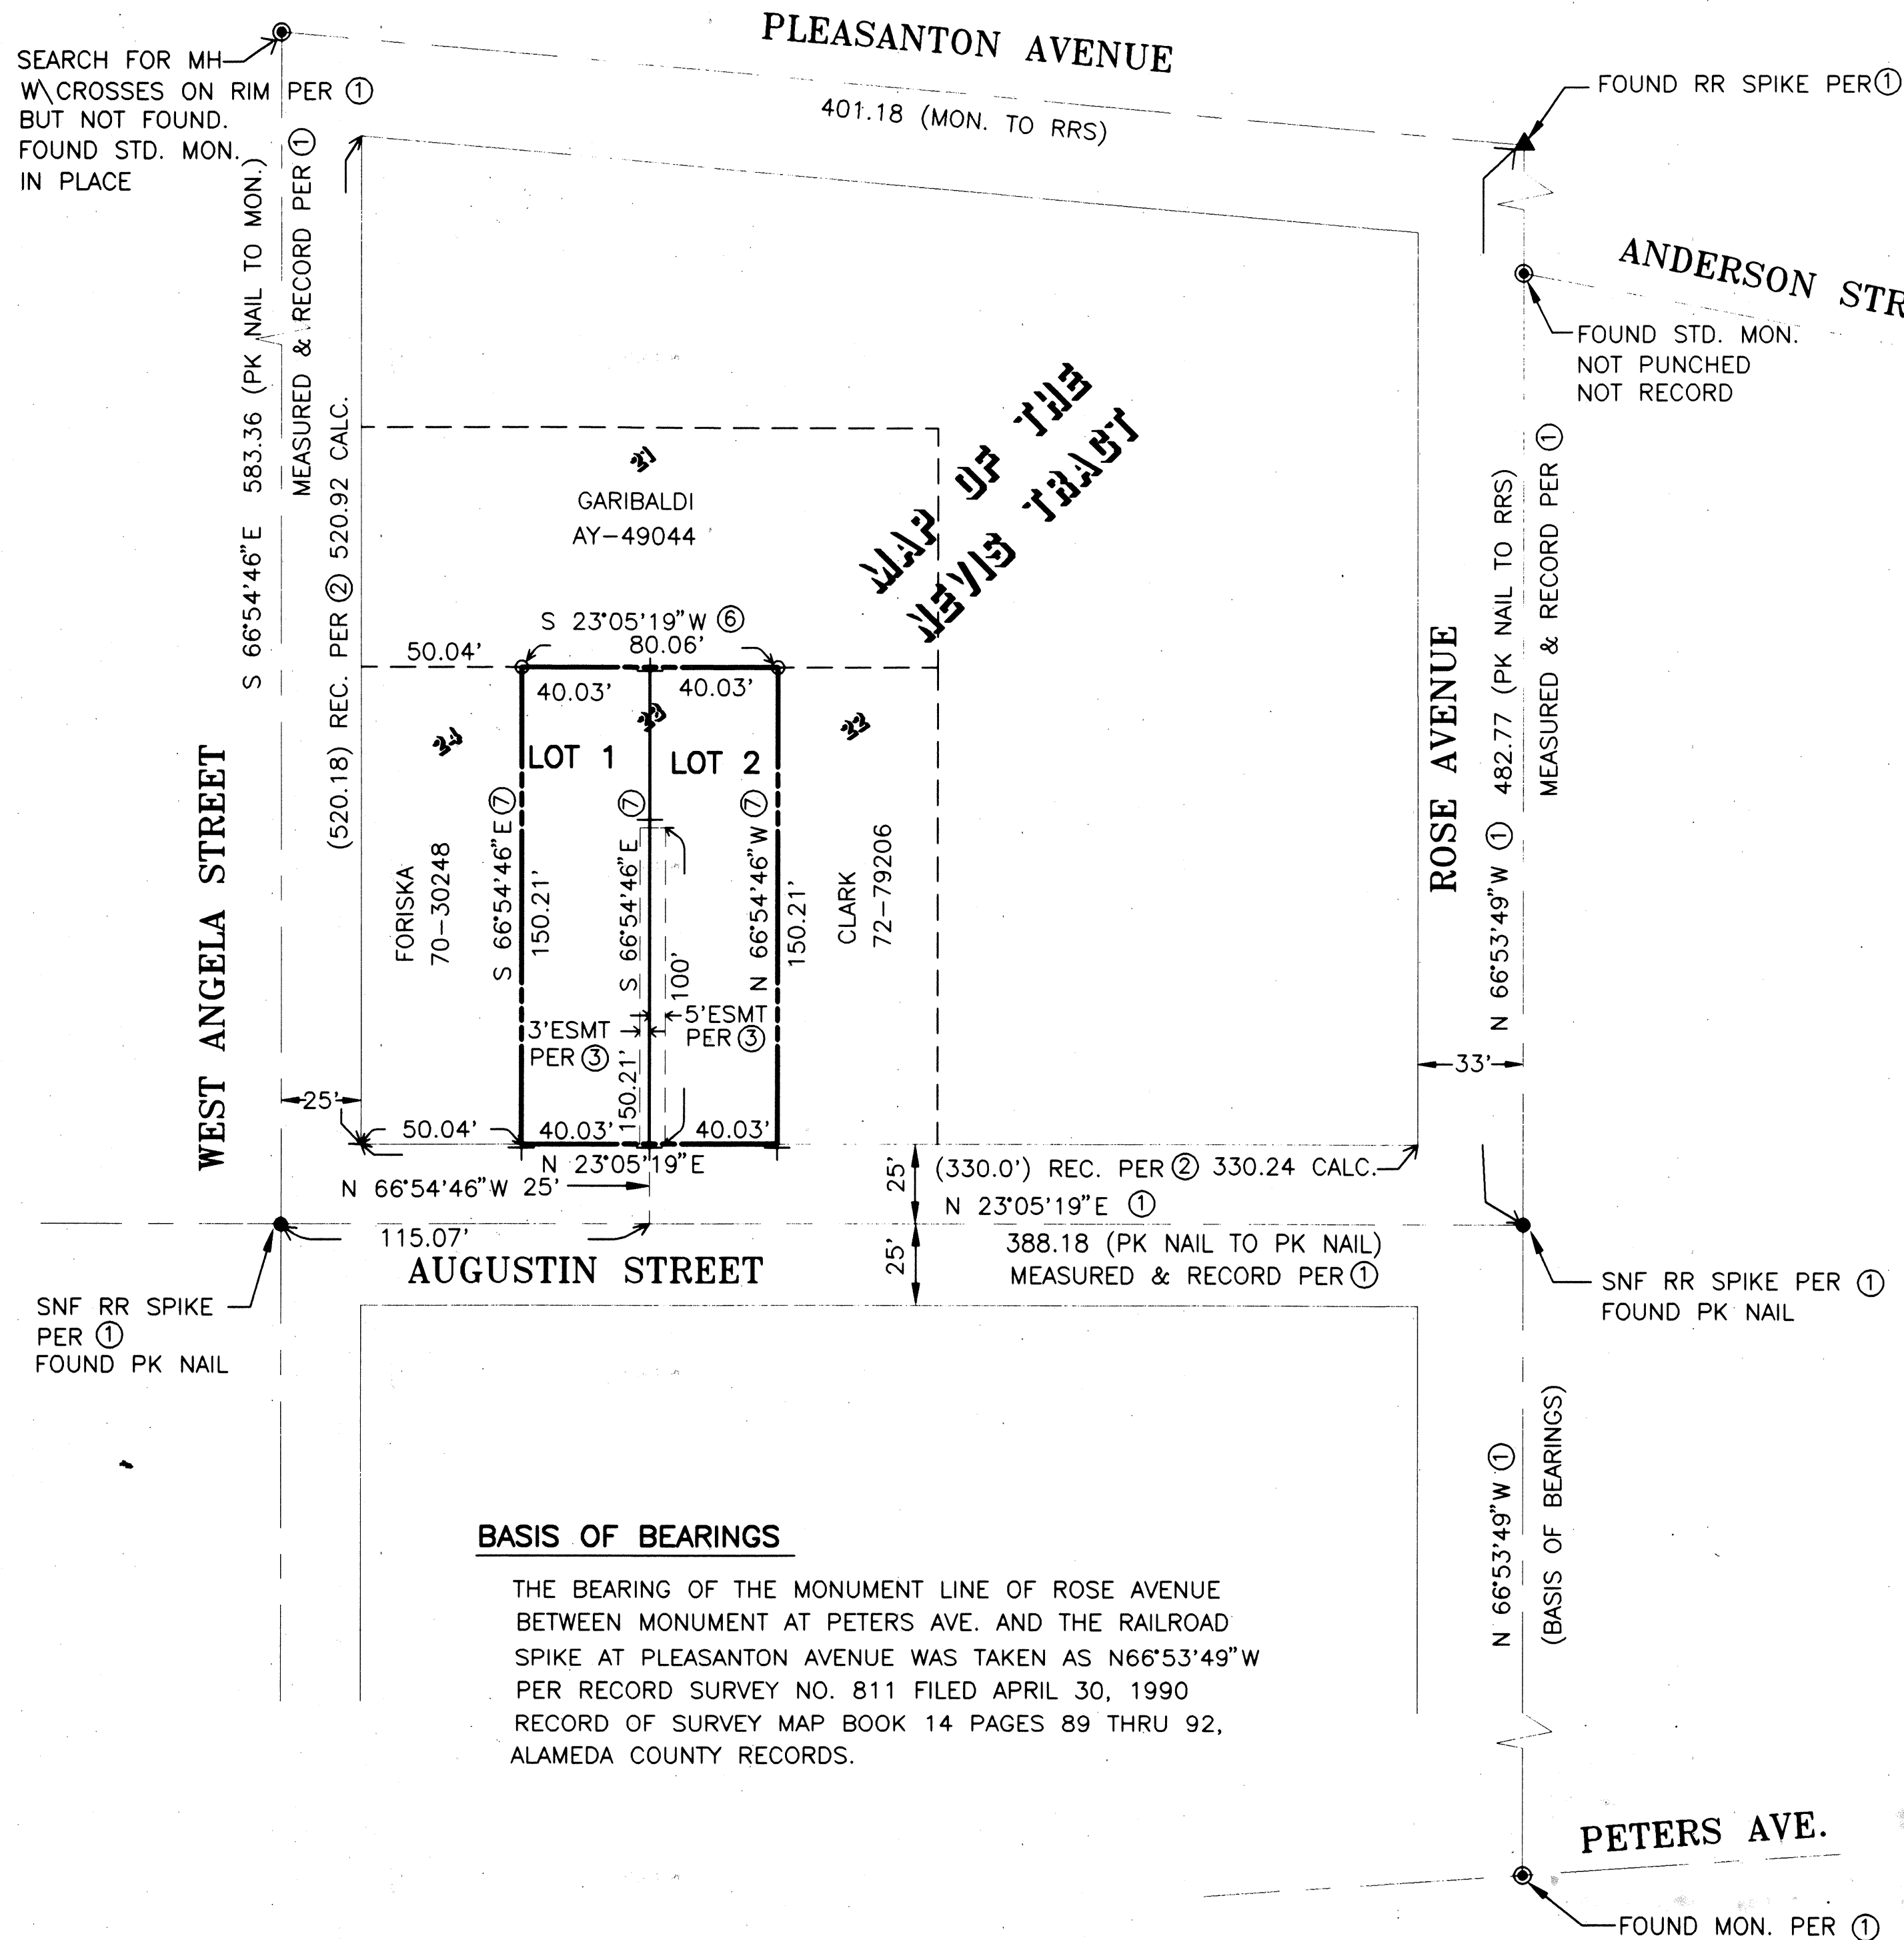 PLEASANTON AVENUE
401.18 (MON. TO RRS)
SEARCH FOR MH
W\CROSSES ON RIM PER ①
BUT NOT FOUND.
FOUND STD. MON.
IN PLACE
FOUND RR SPIKE PER ①
ANDERSON STR
FOUND STD. MON.
NOT PUNCHED
NOT RECORD
S 66°54'46"E 583.36 (PK NAIL TO MON.)
MEASURED & RECORD PER ①
(520.18) REC. PER ② 520.92 CALC.
WEST ANGELA STREET
21
GARIBALDI
AY-49044
MAP OF THE
NEVIS TRACT
S 23°05'19"W ⑥
50.04'
80.06'
40.03'
40.03'
24
23
22
LOT 1
LOT 2
FORISKA
70-30248
S 66°54'46"E ⑦
150.21'
S 66°54'46"E ⑦
150.21'
100'
N 66°54'46"W ⑦
150.21'
CLARK
72-79206
3'ESMT
PER ③
5'ESMT
PER ③
ROSE AVENUE
N 66°53'49"W ① 482.77 (PK NAIL TO RRS)
MEASURED & RECORD PER ①
33'
25'
50.04'
40.03'
40.03'
N 23°05'19"E
N 66°54'46"W 25'
115.07'
AUGUSTIN STREET
25'
25'
(330.0') REC. PER ② 330.24 CALC.
N 23°05'19"E ①
388.18 (PK NAIL TO PK NAIL)
MEASURED & RECORD PER ①
SNF RR SPIKE
PER ①
FOUND PK NAIL
SNF RR SPIKE PER ①
FOUND PK NAIL
N 66°53'49"W ①
(BASIS OF BEARINGS)
BASIS OF BEARINGS
THE BEARING OF THE MONUMENT LINE OF ROSE AVENUE
BETWEEN MONUMENT AT PETERS AVE. AND THE RAILROAD
SPIKE AT PLEASANTON AVENUE WAS TAKEN AS N66°53'49"W
PER RECORD SURVEY NO. 811 FILED APRIL 30, 1990
RECORD OF SURVEY MAP BOOK 14 PAGES 89 THRU 92,
ALAMEDA COUNTY RECORDS.
PETERS AVE.
FOUND MON. PER ①